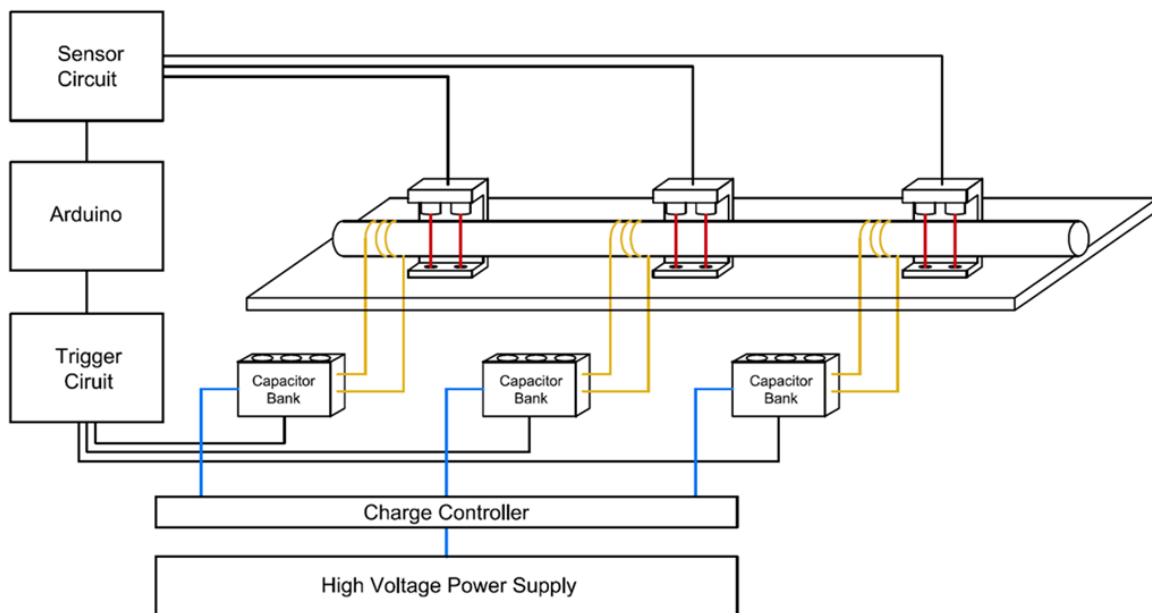 Sensor
Circuit
Arduino
Trigger
Ciruit
Capacitor
Bank
Capacitor
Bank
Capacitor
Bank
Charge Controller
High Voltage Power Supply